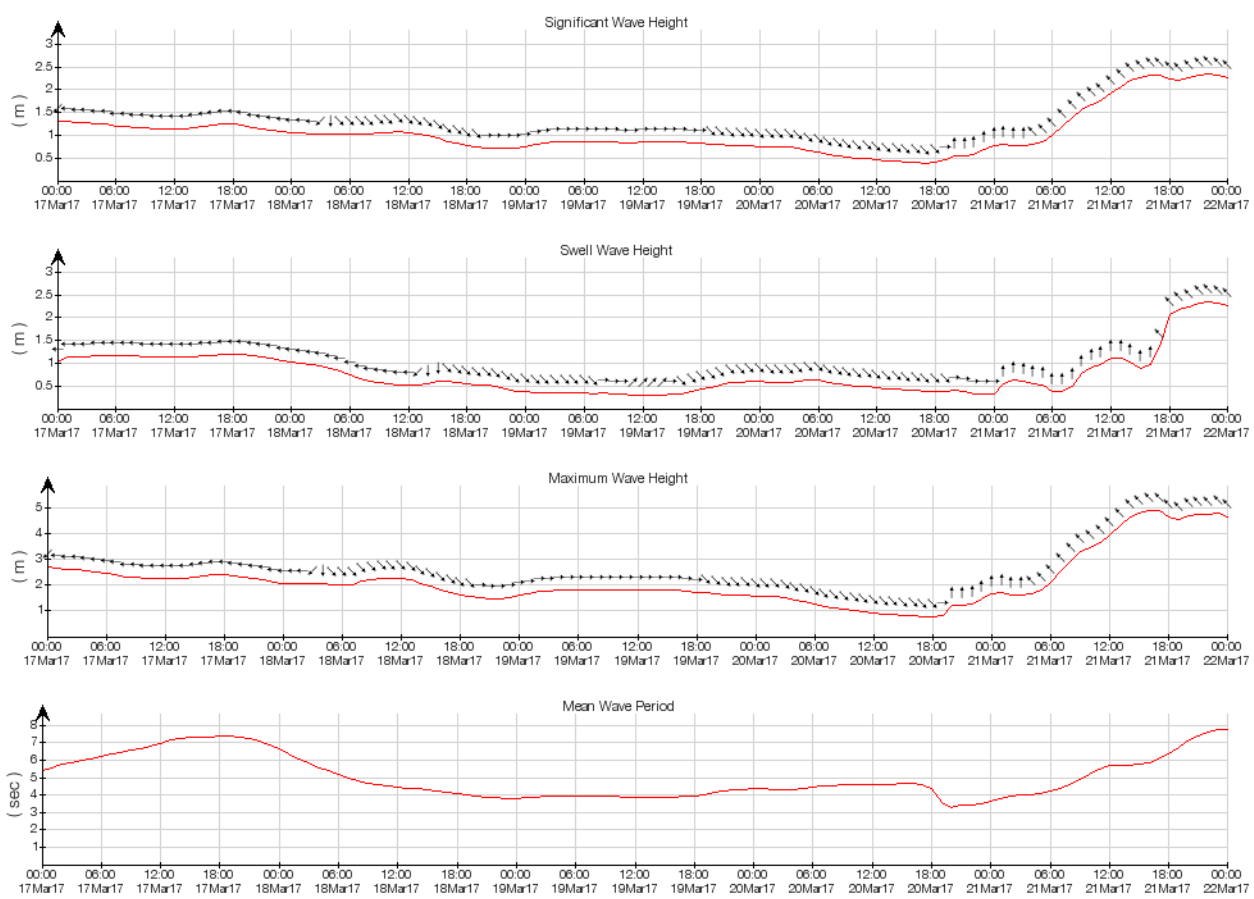 Significant Wave Height
( m )
3
2.5
2
1.5
1
0.5
00:00 06:00 12:00 18:00 00:00 06:00 12:00 18:00 00:00 06:00 12:00 18:00 00:00 06:00 12:00 18:00 00:00 06:00 12:00 18:00 00:00
17Mar17 17Mar17 17Mar17 17Mar17 18Mar17 18Mar17 18Mar17 18Mar17 19Mar17 19Mar17 19Mar17 19Mar17 20Mar17 20Mar17 20Mar17 20Mar17 21Mar17 21Mar17 21Mar17 21Mar17 22Mar17
Swell Wave Height
( m )
3
2.5
2
1.5
1
0.5
00:00 06:00 12:00 18:00 00:00 06:00 12:00 18:00 00:00 06:00 12:00 18:00 00:00 06:00 12:00 18:00 00:00 06:00 12:00 18:00 00:00
17Mar17 17Mar17 17Mar17 17Mar17 18Mar17 18Mar17 18Mar17 18Mar17 19Mar17 19Mar17 19Mar17 19Mar17 20Mar17 20Mar17 20Mar17 20Mar17 21Mar17 21Mar17 21Mar17 21Mar17 22Mar17
Maximum Wave Height
( m )
5
4
3
2
1
00:00 06:00 12:00 18:00 00:00 06:00 12:00 18:00 00:00 06:00 12:00 18:00 00:00 06:00 12:00 18:00 00:00 06:00 12:00 18:00 00:00
17Mar17 17Mar17 17Mar17 17Mar17 18Mar17 18Mar17 18Mar17 18Mar17 19Mar17 19Mar17 19Mar17 19Mar17 20Mar17 20Mar17 20Mar17 20Mar17 21Mar17 21Mar17 21Mar17 21Mar17 22Mar17
Mean Wave Period
( sec )
8
7
6
5
4
3
2
1
00:00 06:00 12:00 18:00 00:00 06:00 12:00 18:00 00:00 06:00 12:00 18:00 00:00 06:00 12:00 18:00 00:00 06:00 12:00 18:00 00:00
17Mar17 17Mar17 17Mar17 17Mar17 18Mar17 18Mar17 18Mar17 18Mar17 19Mar17 19Mar17 19Mar17 19Mar17 20Mar17 20Mar17 20Mar17 20Mar17 21Mar17 21Mar17 21Mar17 21Mar17 22Mar17